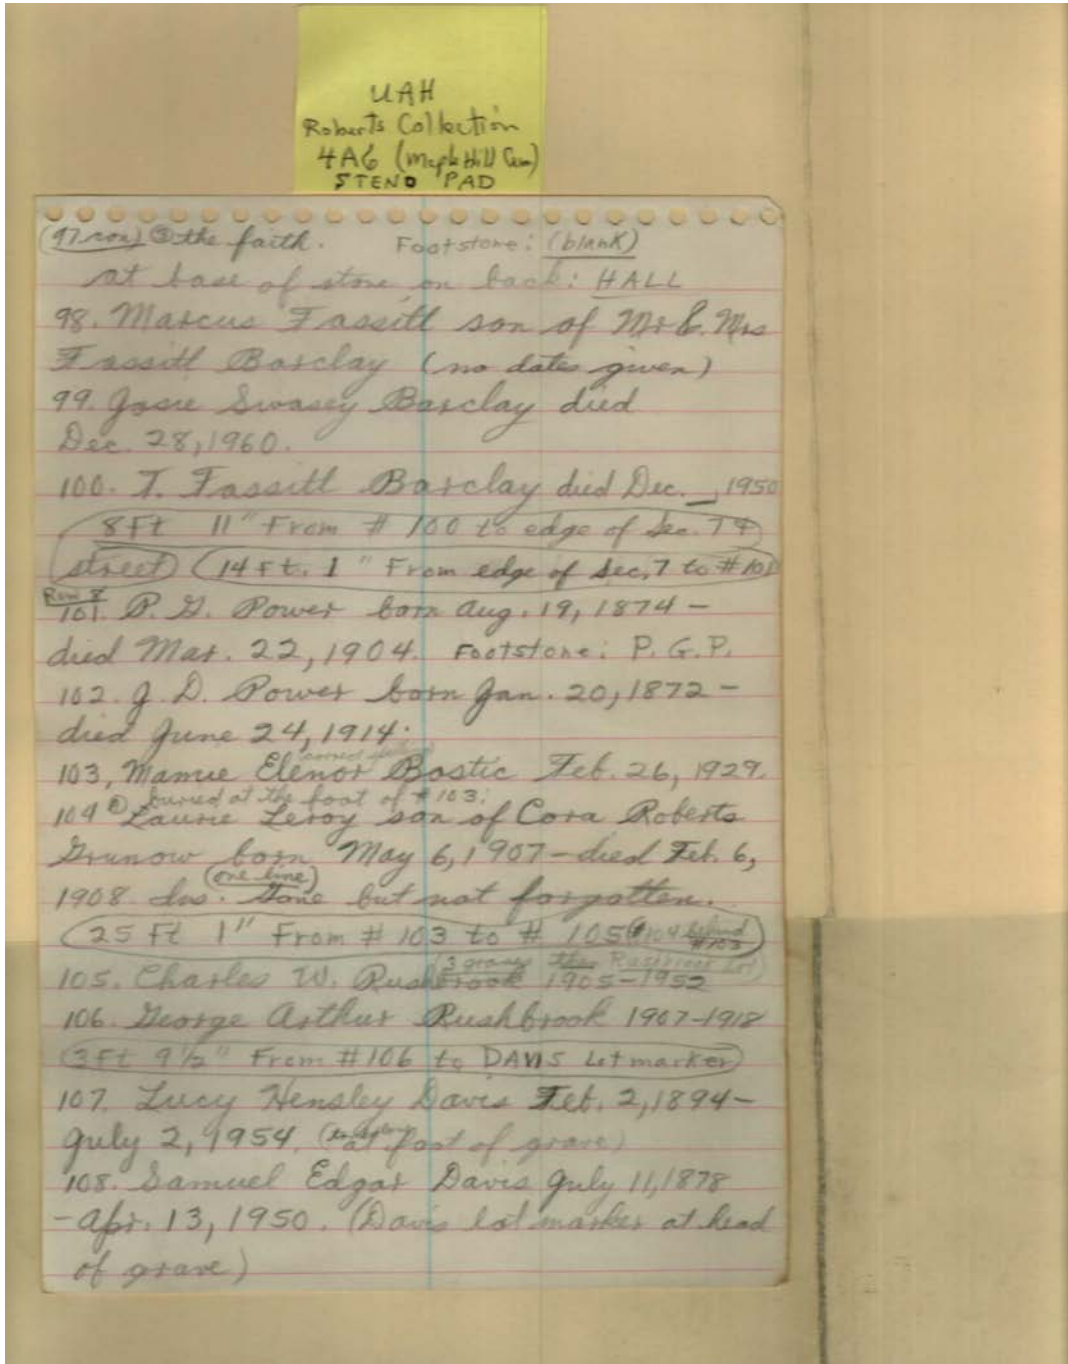 UAH
Roberts Collection
4A6 (Maple Hill Cem)
STENO PAD
(97 con) ③ the faith. Footstone: (blank)
at base of stone on back: HALL
98. Marcus Fassitt son of Mr & Mrs
Fassitt Barclay (no dates given)
99. Josie Swasey Barclay died
Dec. 28, 1960.
100. T. Fassitt Barclay died Dec. _, 1950
8 Ft 11" From # 100 to edge of Sec. 7 &
street) (14 Ft. 1" From edge of Sec. 7 to #101
Row 8
101. P. G. Power born Aug. 19, 1874 -
died Mar. 22, 1904. Footstone: P. G. P.
102. J. D. Power born Jan. 20, 1872 -
died June 24, 1914.
103. Mamie Elenor Bostic Feb. 26, 1929.
buried at the foot of #103:
104 ① Laurie Leroy son of Cora Roberts
Grunow born May 6, 1907 - died Feb. 6,
(one line)
1908. Ins. Gone but not forgotten.
(25 Ft 1" From # 103 to # 105 #104 behind #103)
(3 graves
105. Charles W. Rushbrook 1905-1952
106. George Arthur Rushbrook 1907-1918
(3 Ft 9½" From #106 to DAVIS Lot marker)
107. Lucy Hensley Davis Feb. 2, 1894 -
July 2, 1954. (at foot of grave)
108. Samuel Edgar Davis July 11, 1878
- Apr. 13, 1950. (Davis lot marker at head
of grave)